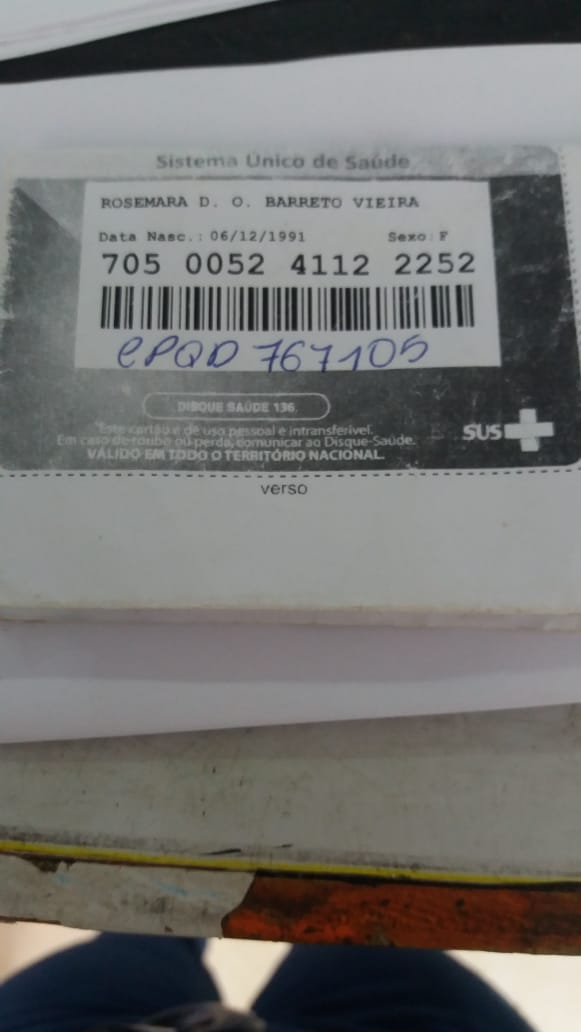 Sistema Único de Saúde
ROSEMARA D. O. BARRETO VIEIRA
Data Nasc.: 06/12/1991 Sexo: F
705 0052 4112 2252
CPQD 767105
DISQUE SAÚDE 136
Este cartão é de uso pessoal e intransferível.
Em caso de roubo ou perda, comunicar ao Disque-Saúde.
VÁLIDO EM TODO O TERRITÓRIO NACIONAL.
SUS
verso